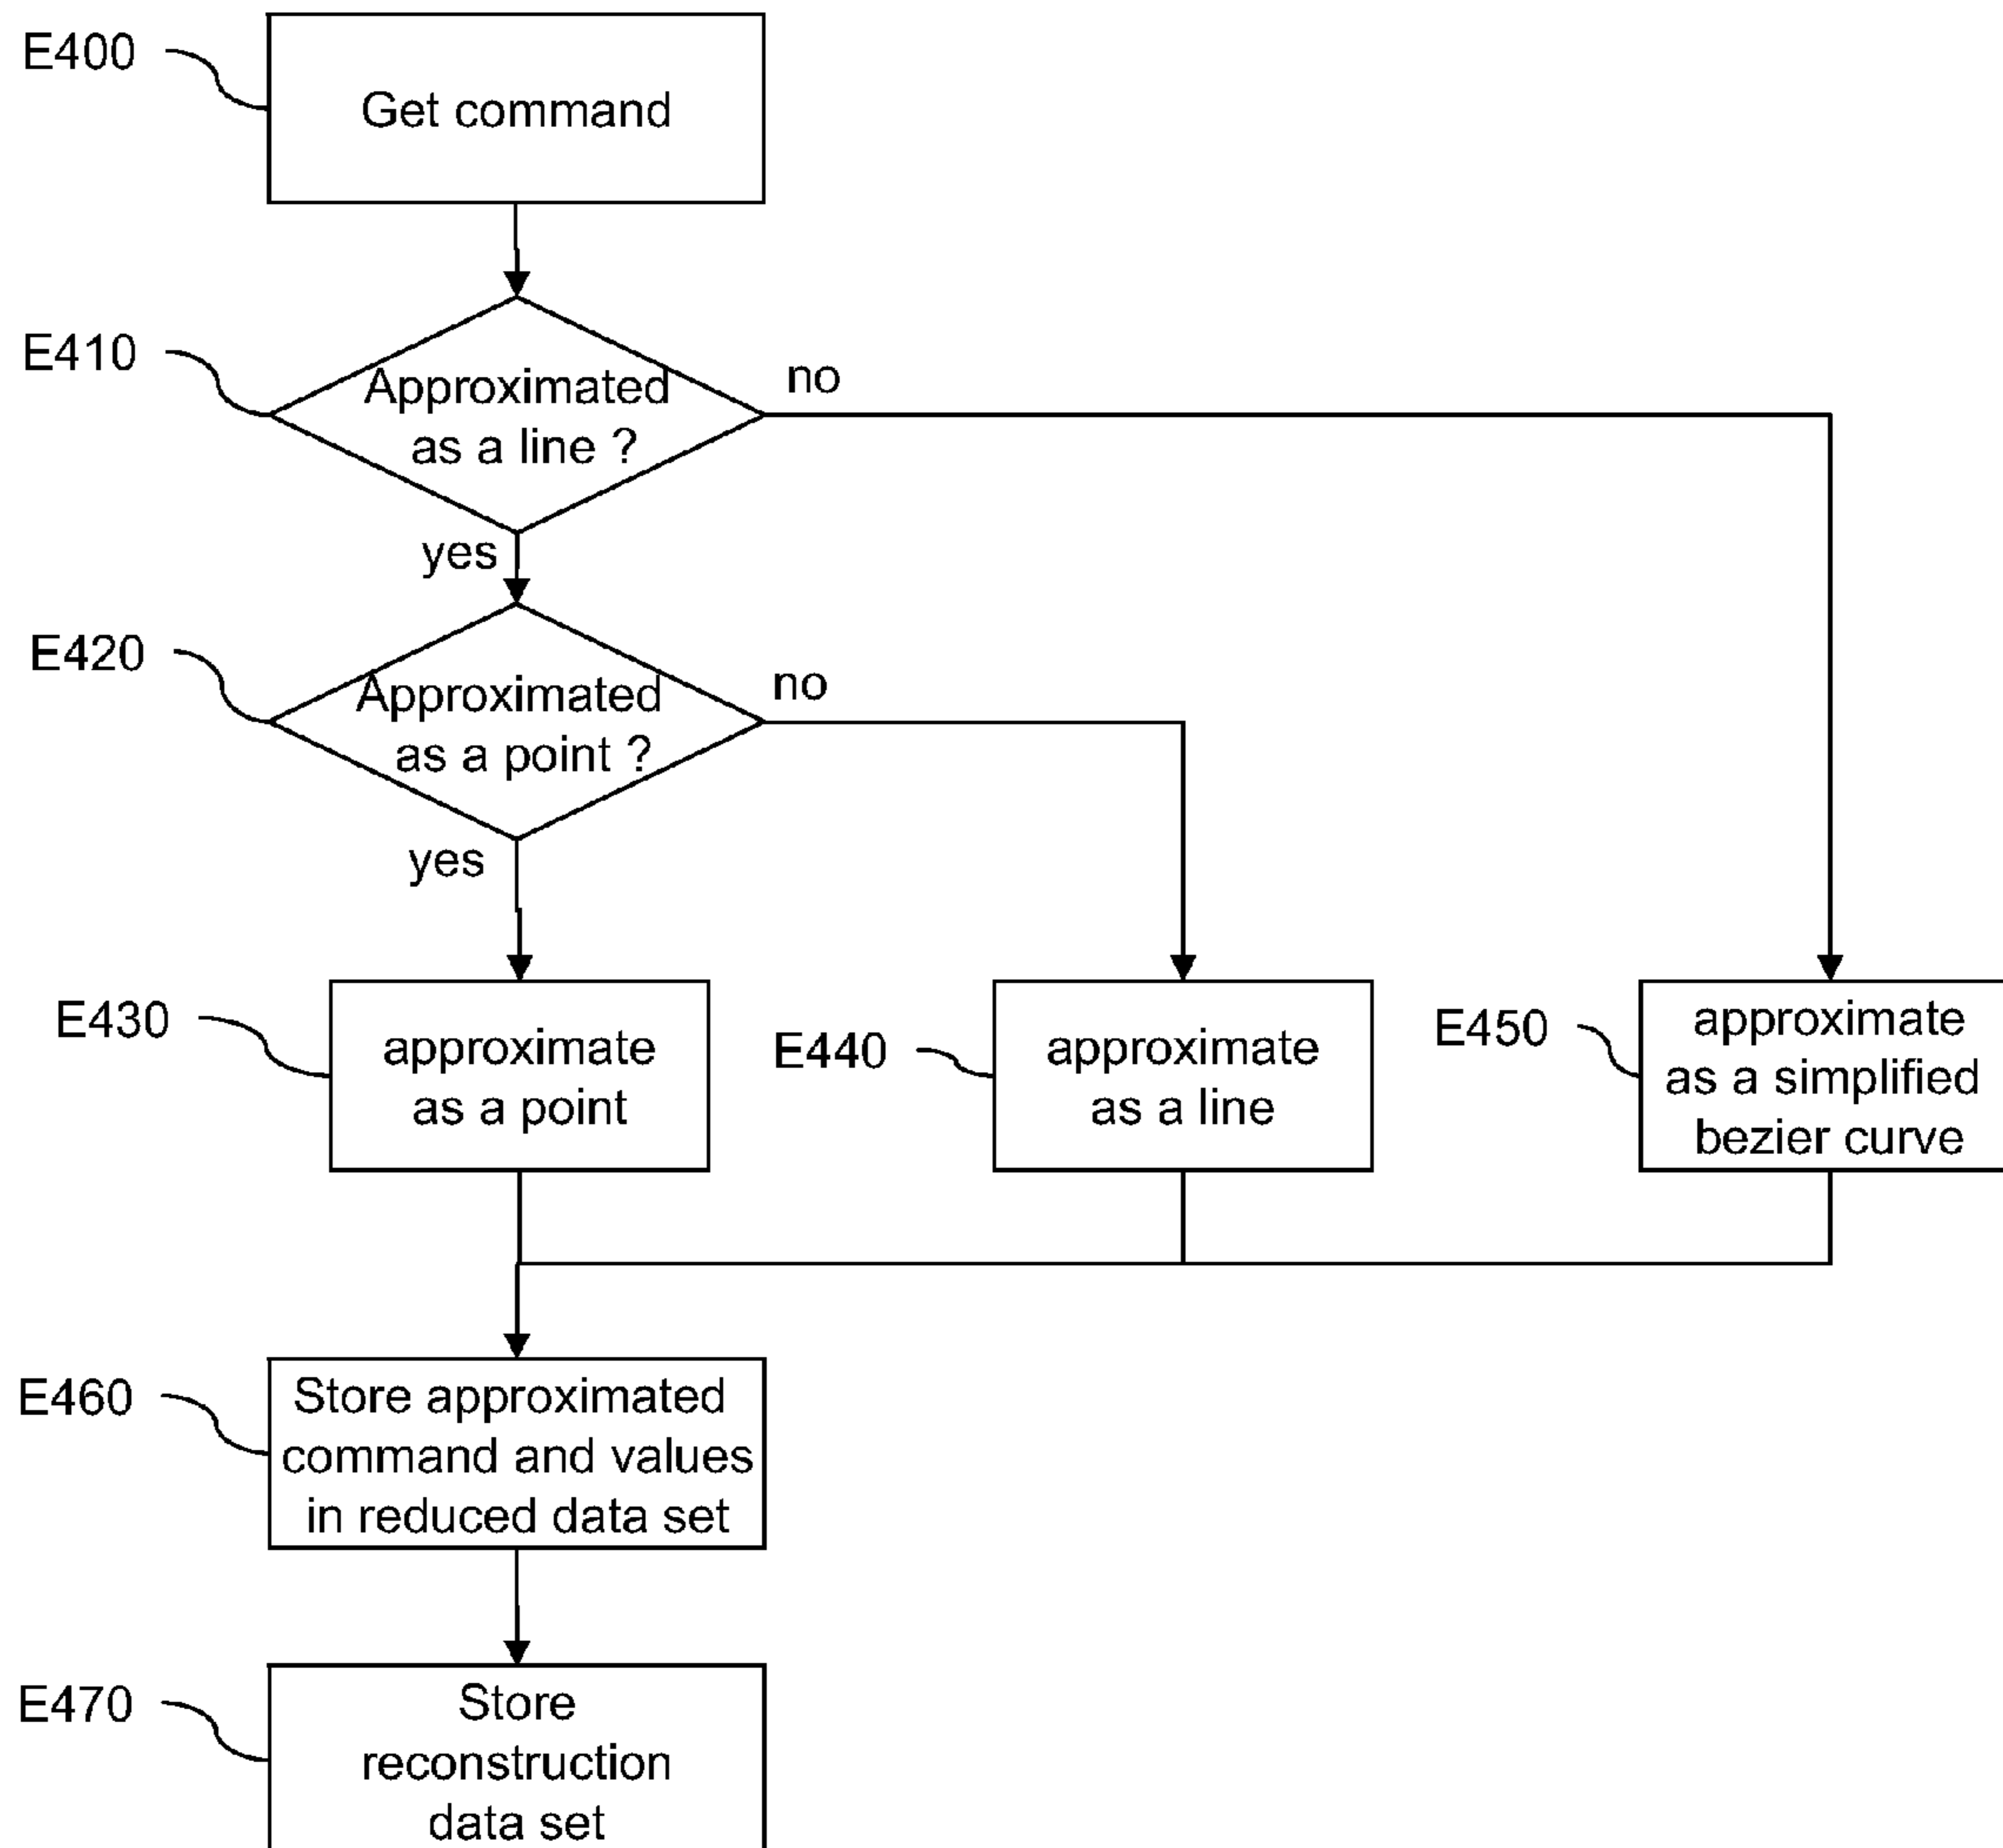 E400
Get command
E410
Approximated
as a line ?
no
yes
E420
Approximated
as a point ?
no
yes
E430
approximate
as a point
E440
approximate
as a line
E450
approximate
as a simplified
bezier curve
E460
Store approximated
command and values
in reduced data set
E470
Store
reconstruction
data set